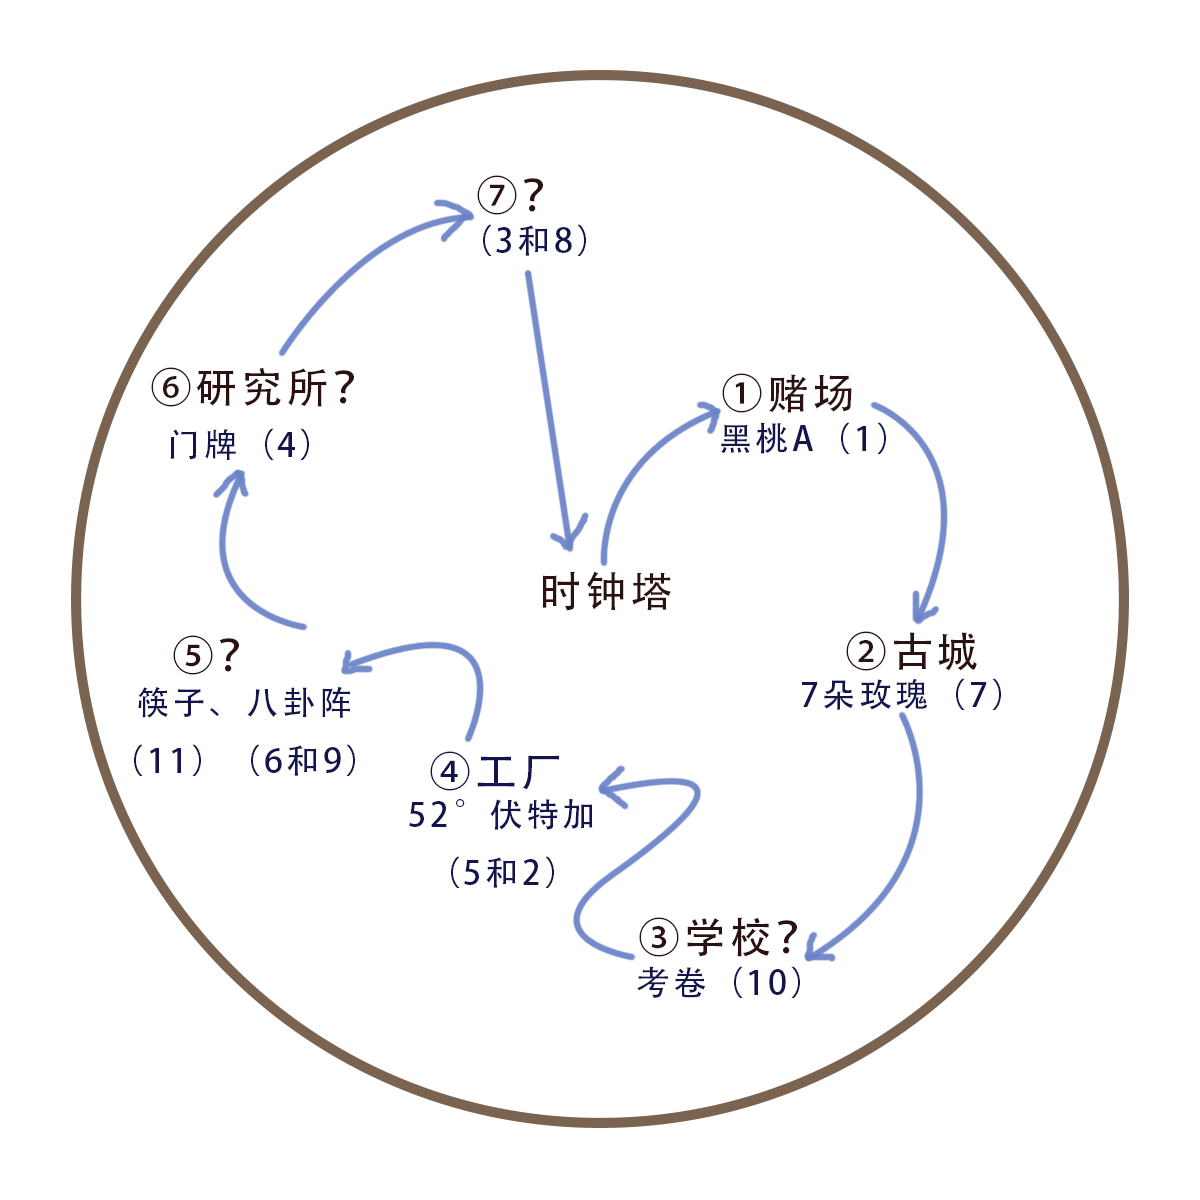 ⑦？
（3和8）
⑥研究所？
门牌（4）
①赌场
黑桃A（1）
时钟塔
②古城
7朵玫瑰（7）
⑤？
筷子、八卦阵
（11）（6和9）
④工厂
52°伏特加
（5和2）
③学校？
考卷（10）